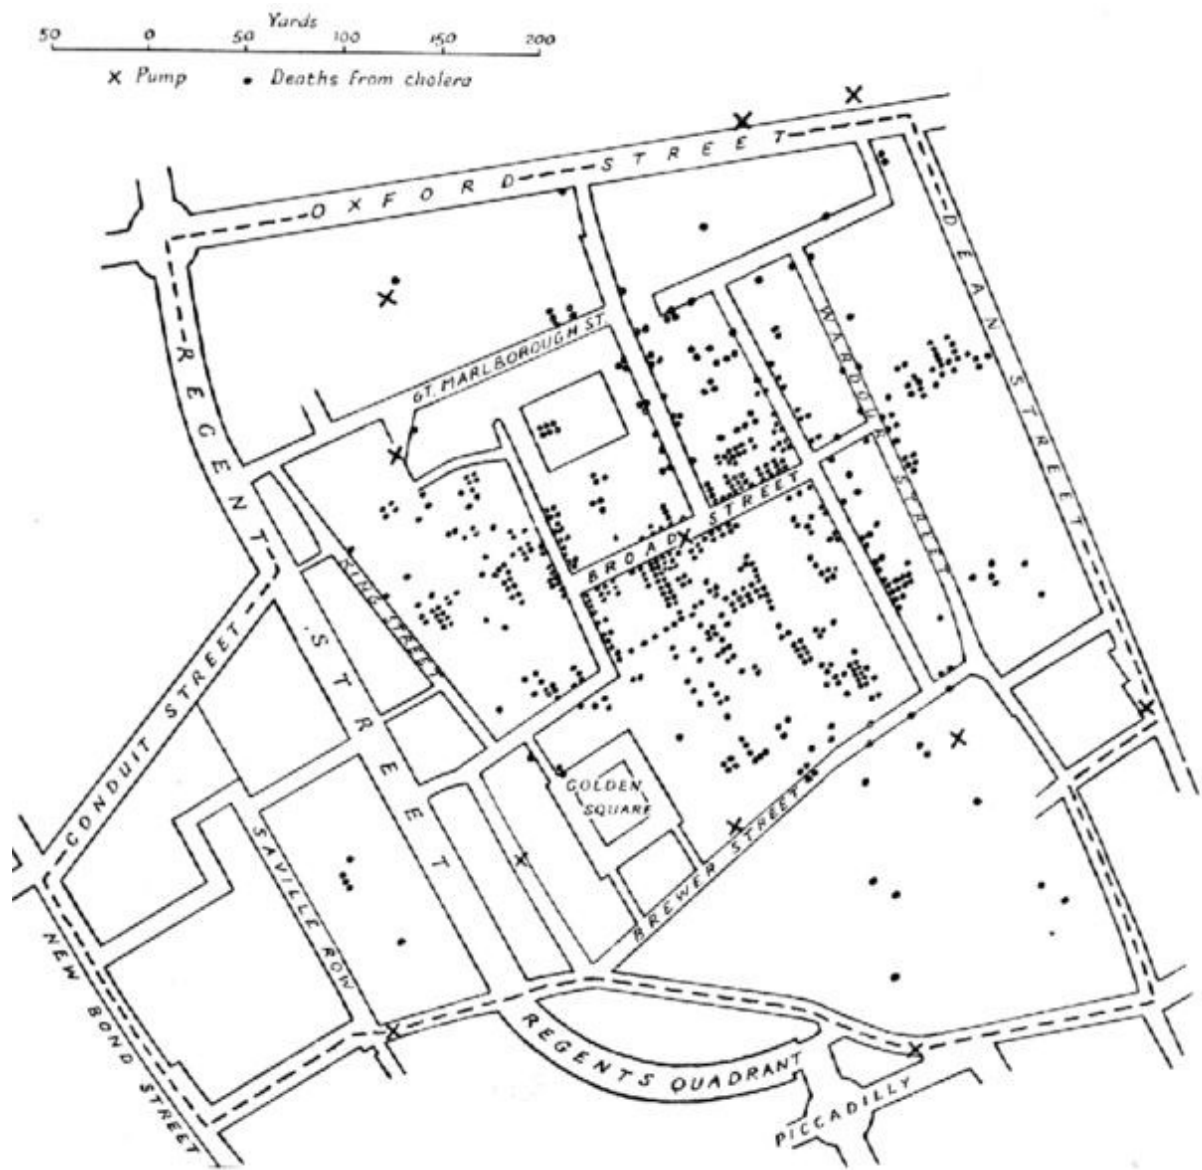 Yards
50 0 50 100 150 200
× Pump • Deaths from cholera
OXFORD STREET
DEAN STREET
REGENT STREET
GT. MARLBOROUGH ST.
WARDOUR STREET
BROAD STREET
KING STREET
CONDUIT STREET
GOLDEN
SQUARE
BREWER STREET
SAVILLE ROW
NEW BOND STREET
REGENTS QUADRANT
PICCADILLY